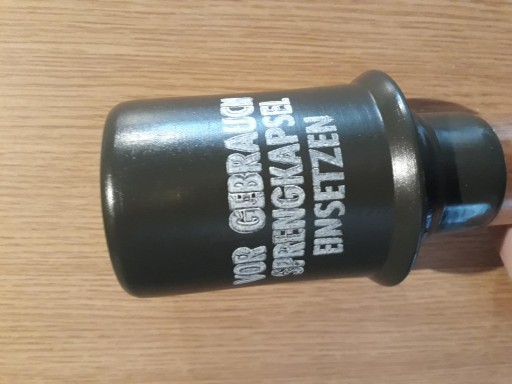 VOR GEBRAUCH
SPRENGKAPSEL
EINSETZEN